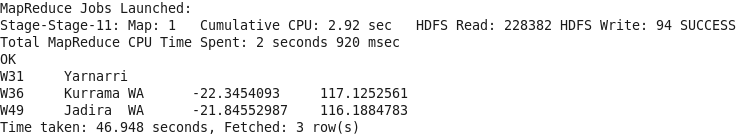 MapReduce Jobs Launched:
Stage-Stage-11: Map: 1   Cumulative CPU: 2.92 sec   HDFS Read: 228382 HDFS Write: 94 SUCCESS
Total MapReduce CPU Time Spent: 2 seconds 920 msec
OK
W31     Yarnarri
W36     Kurrama WA      -22.3454093     117.1252561
W49     Jadira  WA      -21.84552987    116.1884783
Time taken: 46.948 seconds, Fetched: 3 row(s)